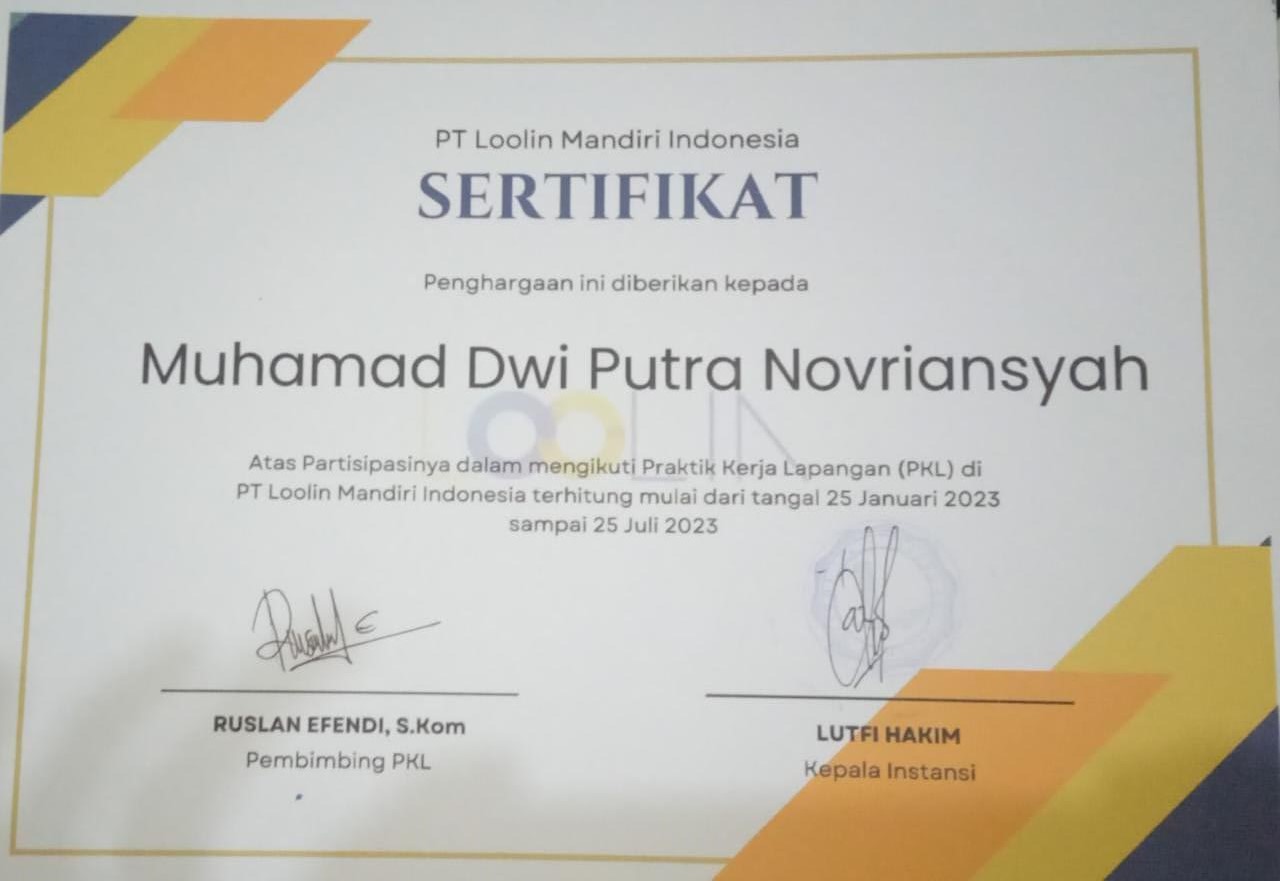 PT Loolin Mandiri Indonesia
SERTIFIKAT
Penghargaan ini diberikan kepada
Muhamad Dwi Putra Novriansyah
LOOLIN
Atas Partisipasinya dalam mengikuti Praktik Kerja Lapangan (PKL) di
PT Loolin Mandiri Indonesia terhitung mulai dari tangal 25 Januari 2023
sampai 25 Juli 2023
RUSLAN EFENDI, S.Kom
Pembimbing PKL
LUTFI HAKIM
Kepala Instansi